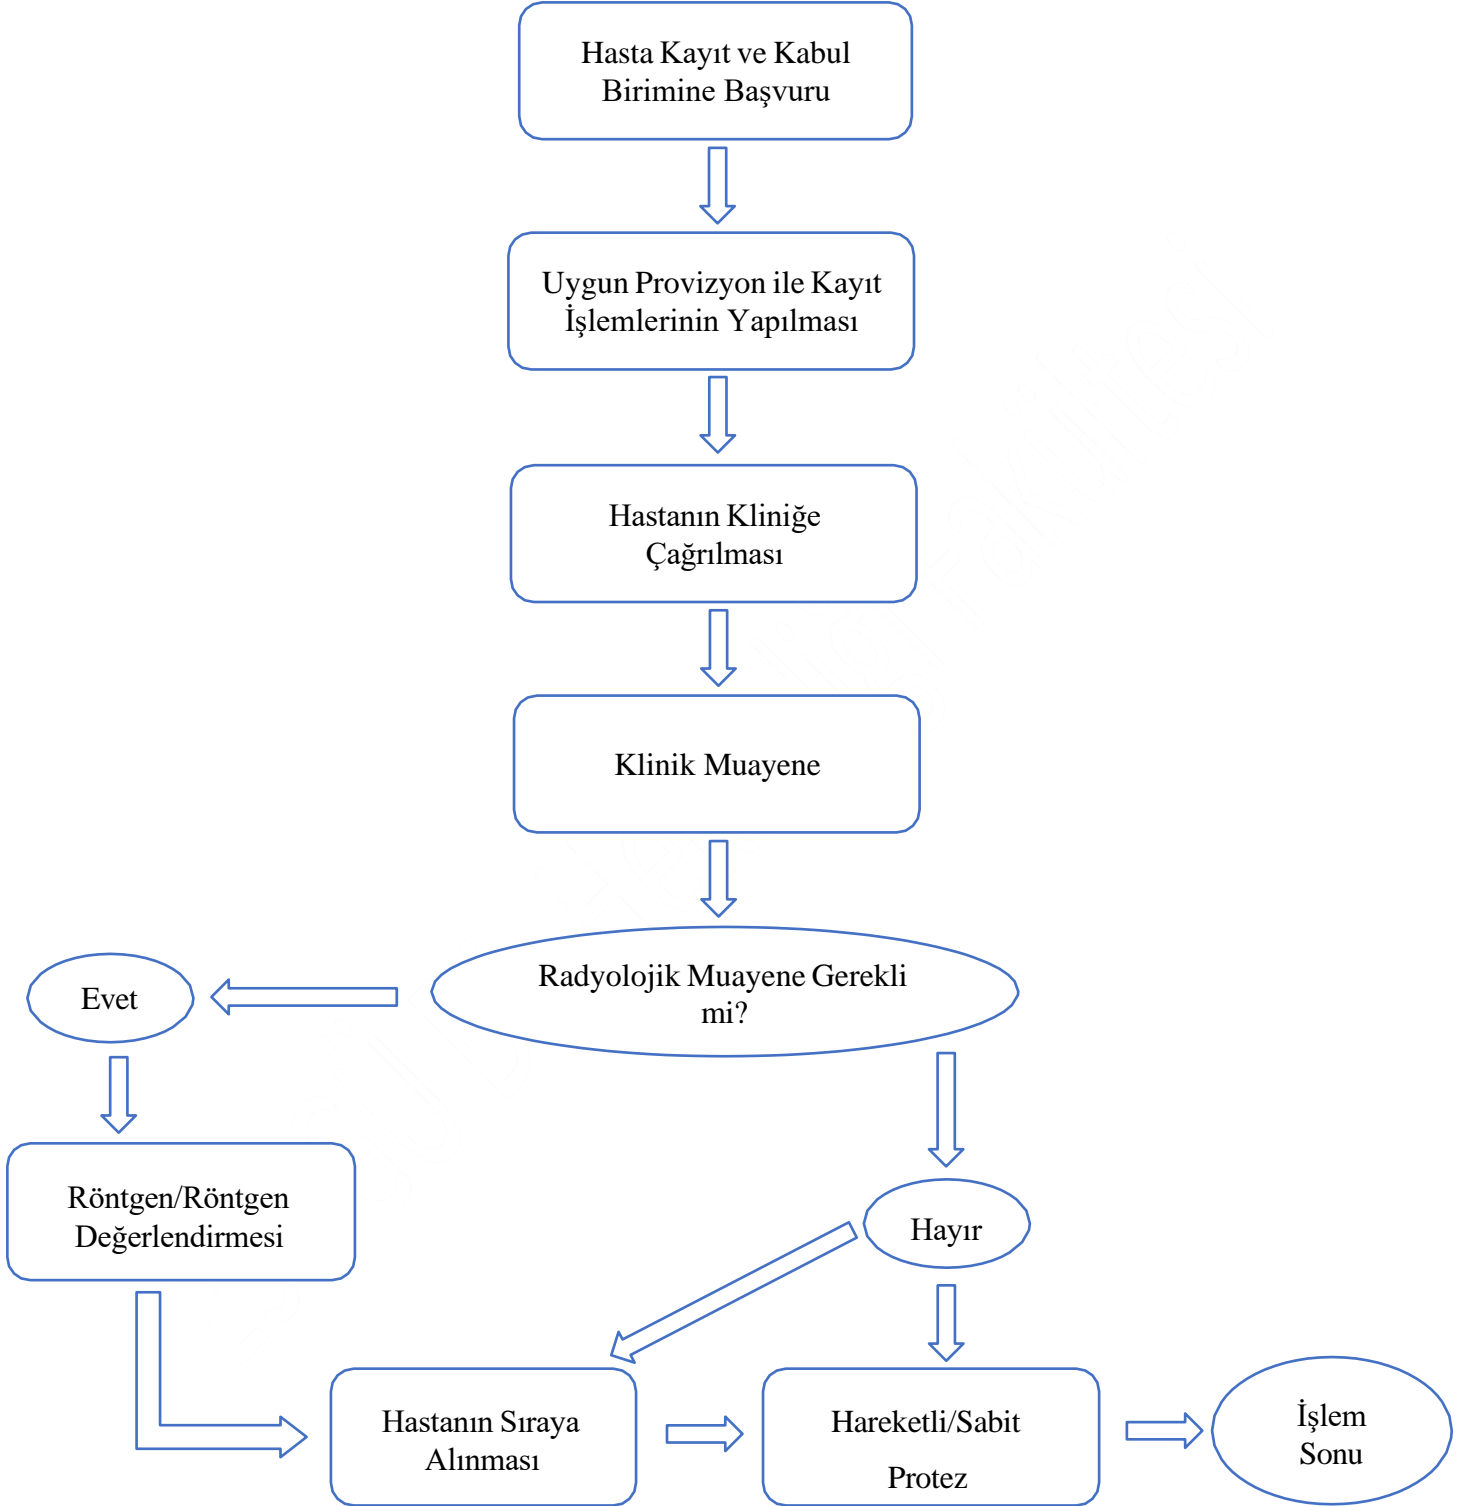 Hasta Kayıt ve Kabul
Birimine Başvuru
Uygun Provizyon ile Kayıt
İşlemlerinin Yapılması
Hastanın Kliniğe
Çağrılması
Klinik Muayene
Radyolojik Muayene Gerekli
mi?
Evet
Röntgen/Röntgen
Değerlendirmesi
Hayır
Hastanın Sıraya
Alınması
Hareketli/Sabit
Protez
İşlem
Sonu